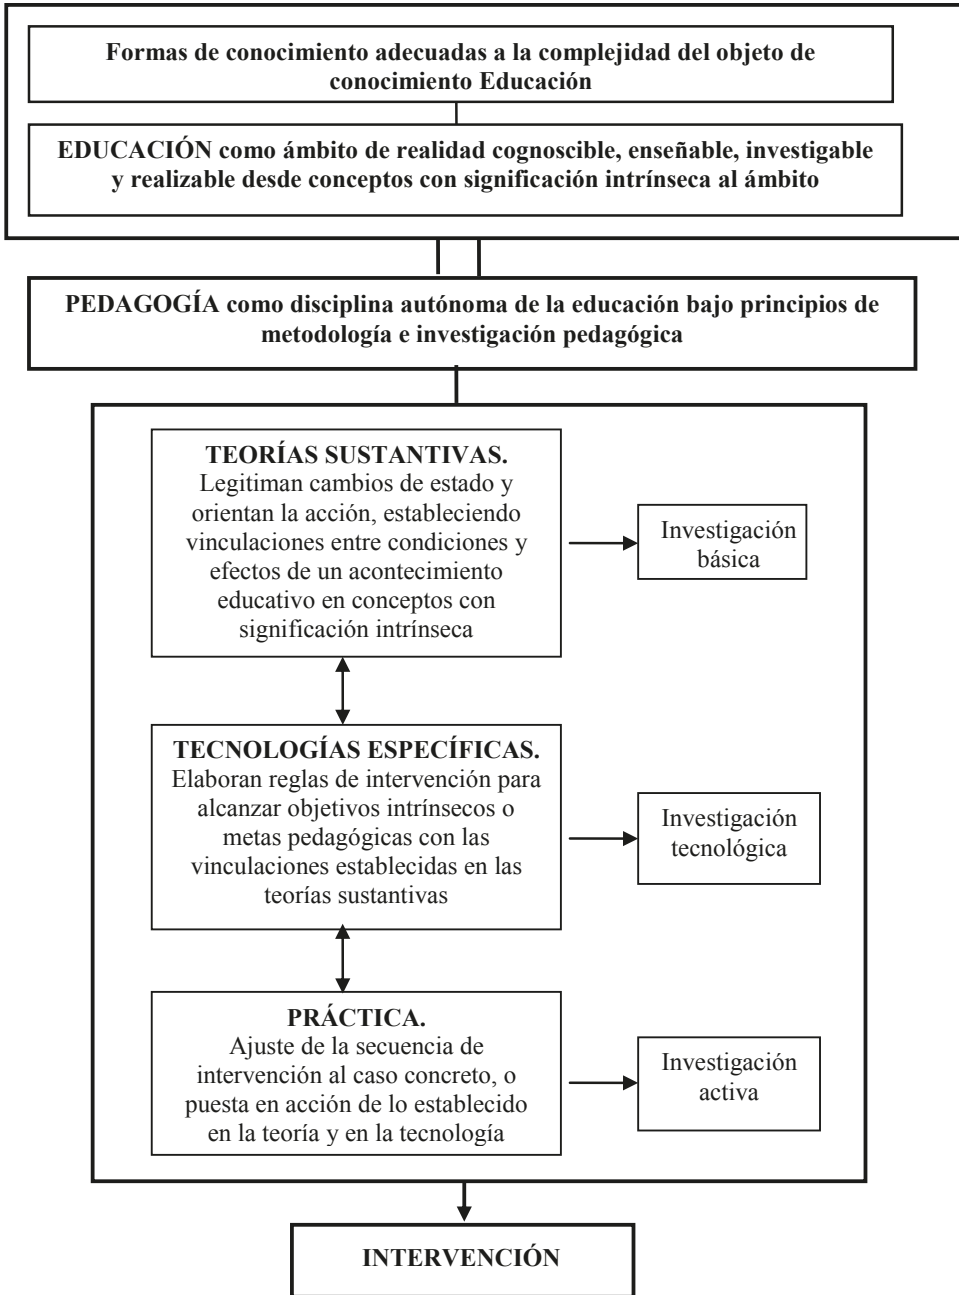 Formas de conocimiento adecuadas a la complejidad del objeto de
conocimiento Educación
EDUCACIÓN como ámbito de realidad cognoscible, enseñable, investigable
y realizable desde conceptos con significación intrínseca al ámbito
PEDAGOGÍA como disciplina autónoma de la educación bajo principios de
metodología e investigación pedagógica
TEORÍAS SUSTANTIVAS.
Legitiman cambios de estado y
orientan la acción, estableciendo
vinculaciones entre condiciones y
efectos de un acontecimiento
educativo en conceptos con
significación intrínseca
Investigación
básica
TECNOLOGÍAS ESPECÍFICAS.
Elaboran reglas de intervención para
alcanzar objetivos intrínsecos o
metas pedagógicas con las
vinculaciones establecidas en las
teorías sustantivas
Investigación
tecnológica
PRÁCTICA.
Ajuste de la secuencia de
intervención al caso concreto, o
puesta en acción de lo establecido
en la teoría y en la tecnología
Investigación
activa
INTERVENCIÓN